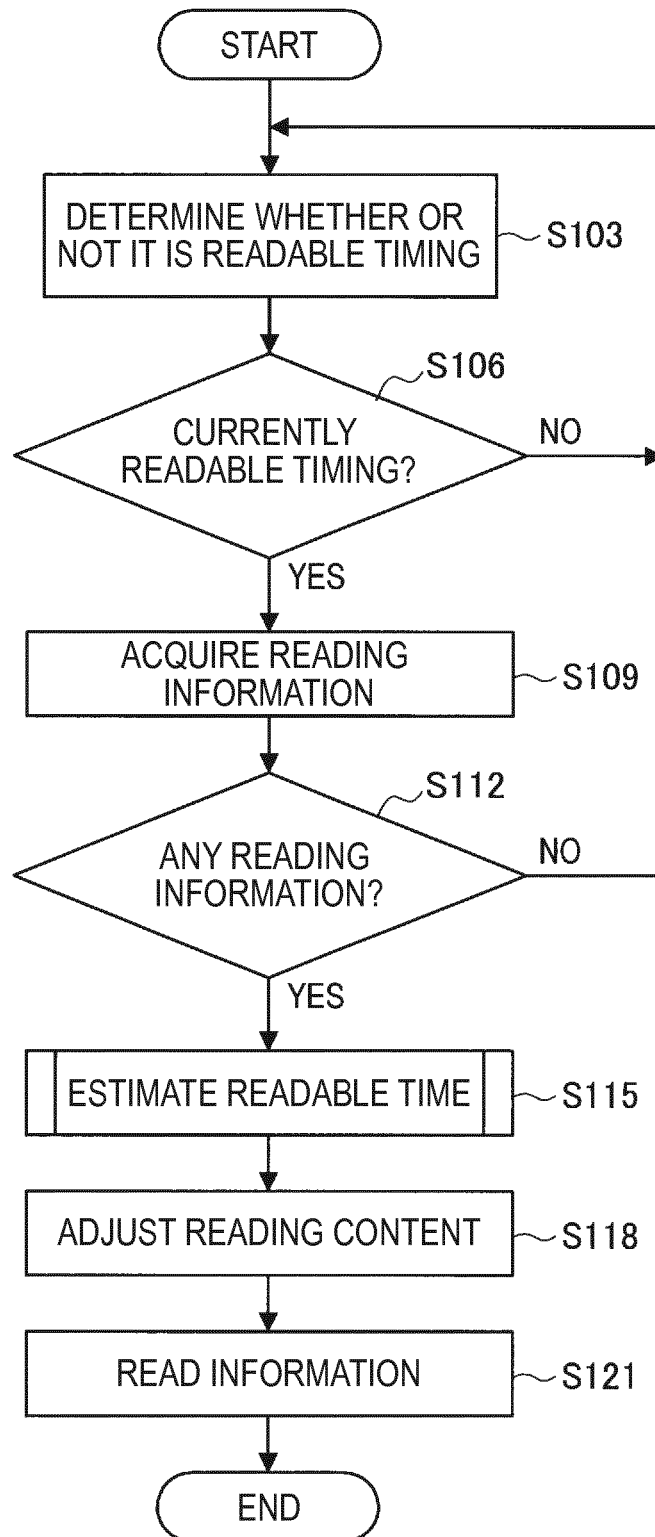 START
DETERMINE WHETHER OR
NOT IT IS READABLE TIMING
S103
S106
CURRENTLY
READABLE TIMING?
NO
YES
ACQUIRE READING
INFORMATION
S109
S112
ANY READING
INFORMATION?
NO
YES
ESTIMATE READABLE TIME
S115
ADJUST READING CONTENT
S118
READ INFORMATION
S121
END